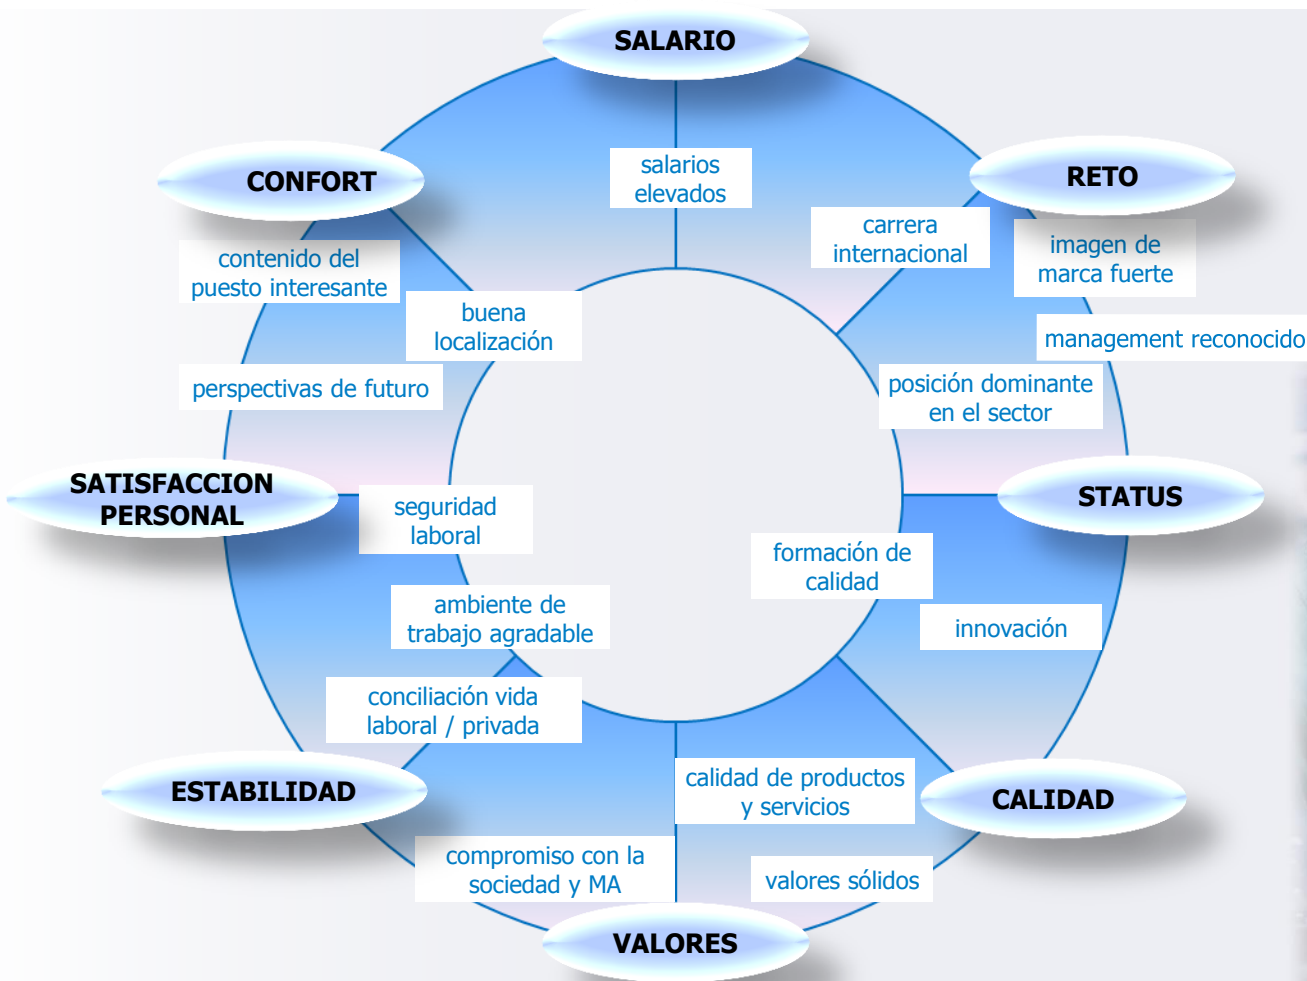 SALARIO
CONFORT
RETO
salarios
elevados
carrera
internacional
imagen de
marca fuerte
contenido del
puesto interesante
buena
localización
management reconocido
perspectivas de futuro
posición dominante
en el sector
SATISFACCION
PERSONAL
STATUS
seguridad
laboral
formación de
calidad
ambiente de
trabajo agradable
innovación
conciliación vida
laboral / privada
ESTABILIDAD
calidad de productos
y servicios
CALIDAD
compromiso con la
sociedad y MA
valores sólidos
VALORES